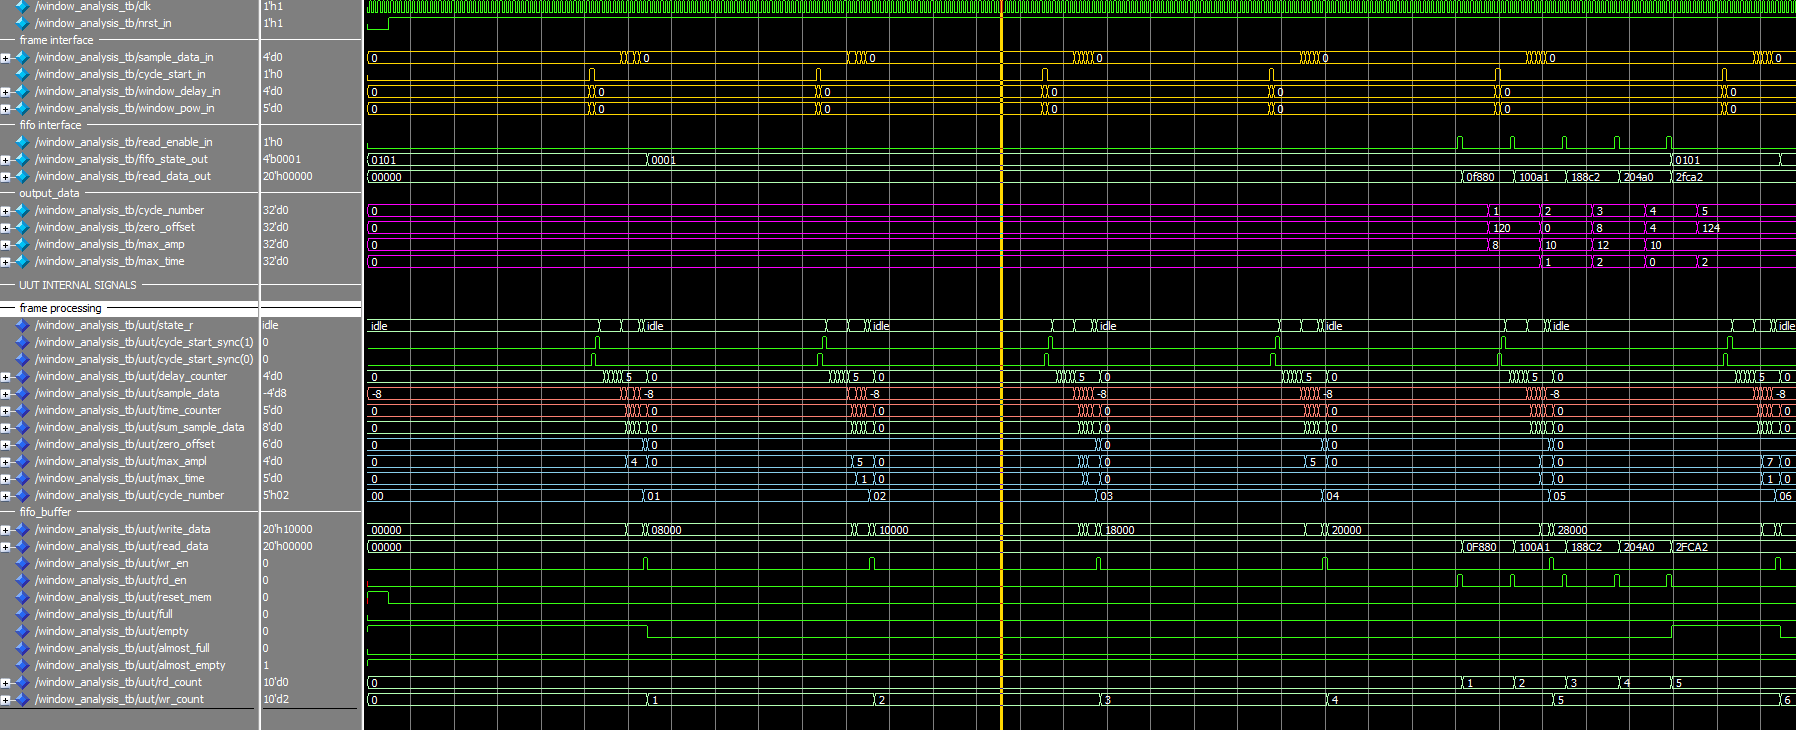 /window_analysis_tb/clk 1'h1
/window_analysis_tb/nrst_in 1'h1
frame interface
/window_analysis_tb/sample_data_in 4'd0 0 0 0 0 0 0 0
/window_analysis_tb/cycle_start_in 1'h0
/window_analysis_tb/window_delay_in 4'd0 0 0 0 0 0 0 0
/window_analysis_tb/window_pow_in 5'd0 0 0 0 0 0 0 0
fifo interface
/window_analysis_tb/read_enable_in 1'h0
/window_analysis_tb/fifo_state_out 4'b0001 0101 0001 0101
/window_analysis_tb/read_data_out 20'h00000 00000 0f880 100a1 188c2 204a0 2fca2
output_data
/window_analysis_tb/cycle_number 32'd0 0 1 2 3 4 5
/window_analysis_tb/zero_offset 32'd0 0 120 0 8 4 124
/window_analysis_tb/max_amp 32'd0 0 8 10 12 10
/window_analysis_tb/max_time 32'd0 0 1 2 0 2
UUT INTERNAL SIGNALS
frame processing
/window_analysis_tb/uut/state_r idle idle idle idle idle idle idle idle
/window_analysis_tb/uut/cycle_start_sync(1) 0
/window_analysis_tb/uut/cycle_start_sync(0) 0
/window_analysis_tb/uut/delay_counter 4'd0 0 5 0 5 0 5 0 5 0 5 0 5 0
/window_analysis_tb/uut/sample_data -4'd8 -8 -8 -8 -8 -8 -8 -8
/window_analysis_tb/uut/time_counter 5'd0 0 0 0 0 0 0 0
/window_analysis_tb/uut/sum_sample_data 8'd0 0 0 0 0 0 0 0
/window_analysis_tb/uut/zero_offset 6'd0 0 0 0 0 0 0
/window_analysis_tb/uut/max_ampl 4'd0 0 4 0 5 0 0 5 0 0 7 0
/window_analysis_tb/uut/max_time 5'd0 0 0 1 0 0 0 0 1 0
/window_analysis_tb/uut/cycle_number 5'h02 00 01 02 03 04 05 06
fifo_buffer
/window_analysis_tb/uut/write_data 20'h10000 00000 08000 10000 18000 20000 28000
/window_analysis_tb/uut/read_data 20'h00000 00000 0F880 100A1 188C2 204A0 2FCA2
/window_analysis_tb/uut/wr_en 0
/window_analysis_tb/uut/rd_en 0
/window_analysis_tb/uut/reset_mem 0
/window_analysis_tb/uut/full 0
/window_analysis_tb/uut/empty 0
/window_analysis_tb/uut/almost_full 0
/window_analysis_tb/uut/almost_empty 1
/window_analysis_tb/uut/rd_count 10'd0 0 1 2 3 4 5
/window_analysis_tb/uut/wr_count 10'd2 0 1 2 3 4 5 6